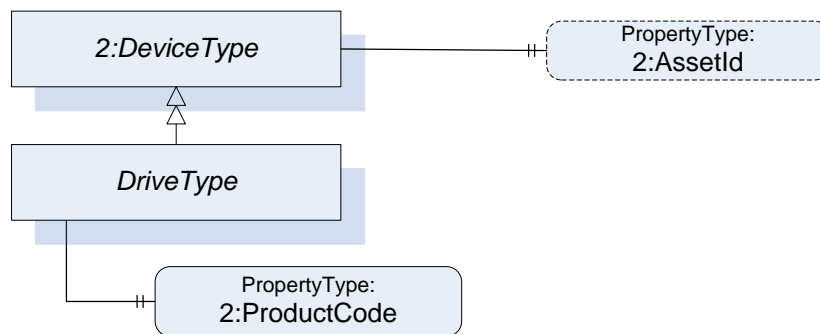 2:DeviceType
PropertyType:
2:AssetId
DriveType
PropertyType:
2:ProductCode